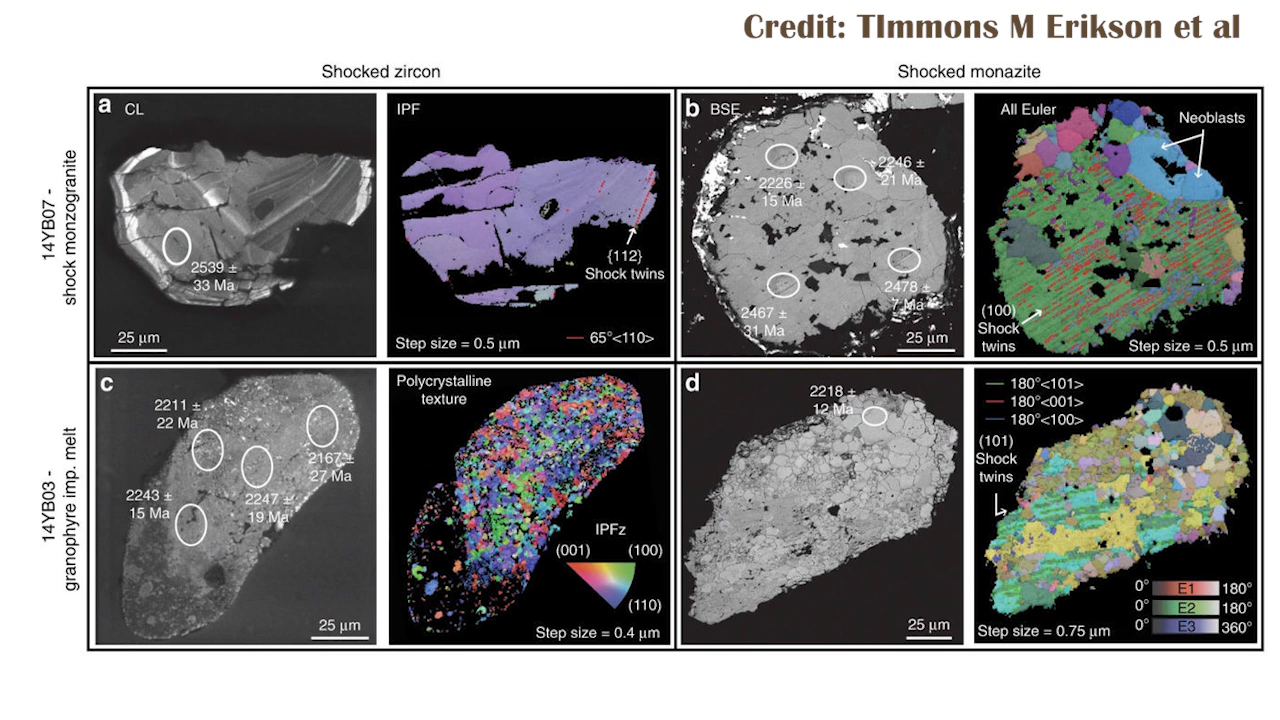 Credit: TImmons M Erikson et al
Shocked zircon
Shocked monazite
14YB07 -
shock monzogranite
a
CL
2539 ±
33 Ma
25 µm
IPF
{112}
Shock twins
Step size = 0.5 µm
65°<110>
b
BSE
2246 ±
21 Ma
2226 ±
15 Ma
2478 ±
7 Ma
2467 ±
31 Ma
25 µm
All Euler
Neoblasts
(100)
Shock
twins
Step size = 0.5 µm
14YB03 -
granophyre imp. melt
c
2211 ±
22 Ma
2167 ±
27 Ma
2243 ±
15 Ma
2247 ±
19 Ma
25 µm
Polycrystalline
texture
IPFz
(001)
(100)
(110)
Step size = 0.4 µm
d
2218 ±
12 Ma
25 µm
180°<101>
180°<001>
180°<100>
(101)
Shock
twins
0° E1 180°
0° E2 180°
0° E3 360°
Step size = 0.75 µm